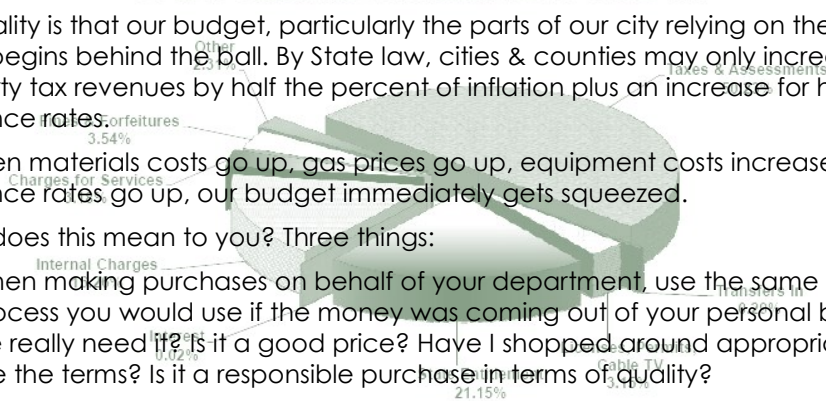 ality is that our budget, particularly the parts of our city relying on the
begins behind the ball. By State law, cities & counties may only increa
ty tax revenues by half the percent of inflation plus an increase for h
nce rates.
en materials costs go up, gas prices go up, equipment costs increase
nce rates go up, our budget immediately gets squeezed.
does this mean to you? Three things:
hen making purchases on behalf of your department, use the same
ocess you would use if the money was coming out of your personal b
e really need it? Is it a good price? Have I shopped around appropria
e the terms? Is it a responsible purchase in terms of quality?
Other
Taxes & Assessments
Forfeitures
3.54%
Charges for Services
Internal Charges
Transfers In
Interest
0.02%
Cable TV
21.15%